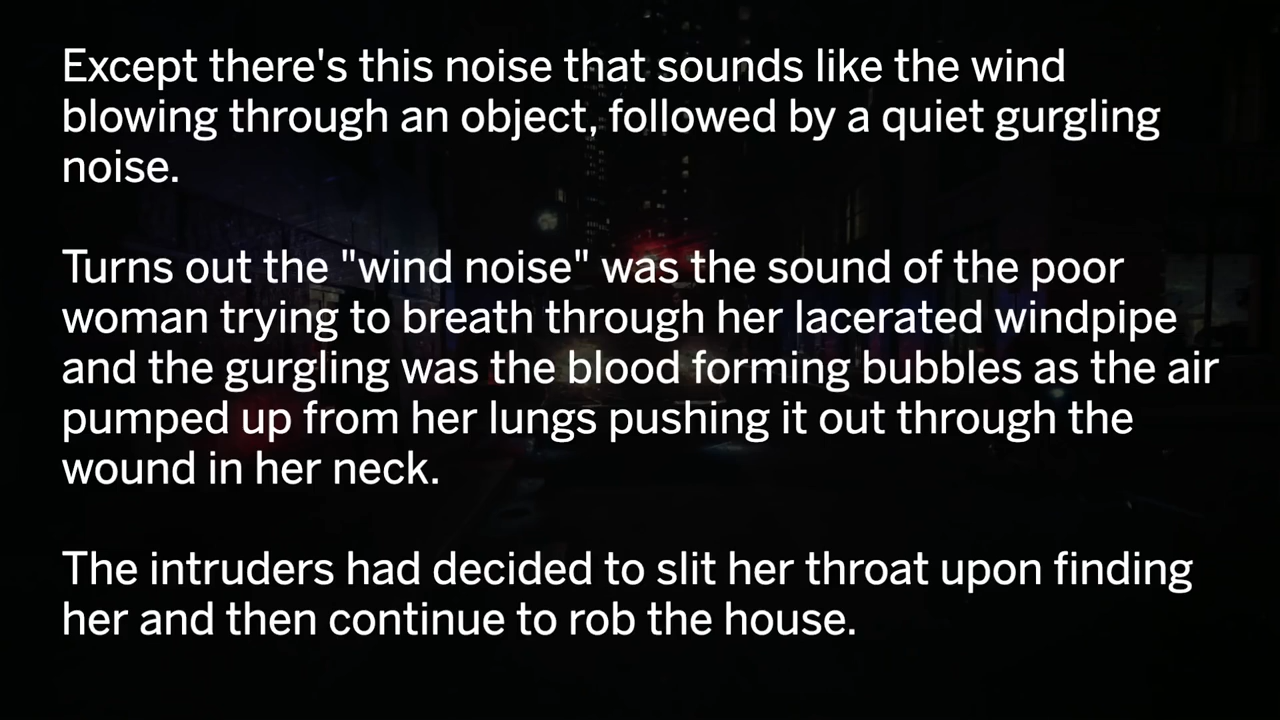 Except there's this noise that sounds like the wind
blowing through an object, followed by a quiet gurgling
noise.
Turns out the "wind noise" was the sound of the poor
woman trying to breath through her lacerated windpipe
and the gurgling was the blood forming bubbles as the air
pumped up from her lungs pushing it out through the
wound in her neck.
The intruders had decided to slit her throat upon finding
her and then continue to rob the house.